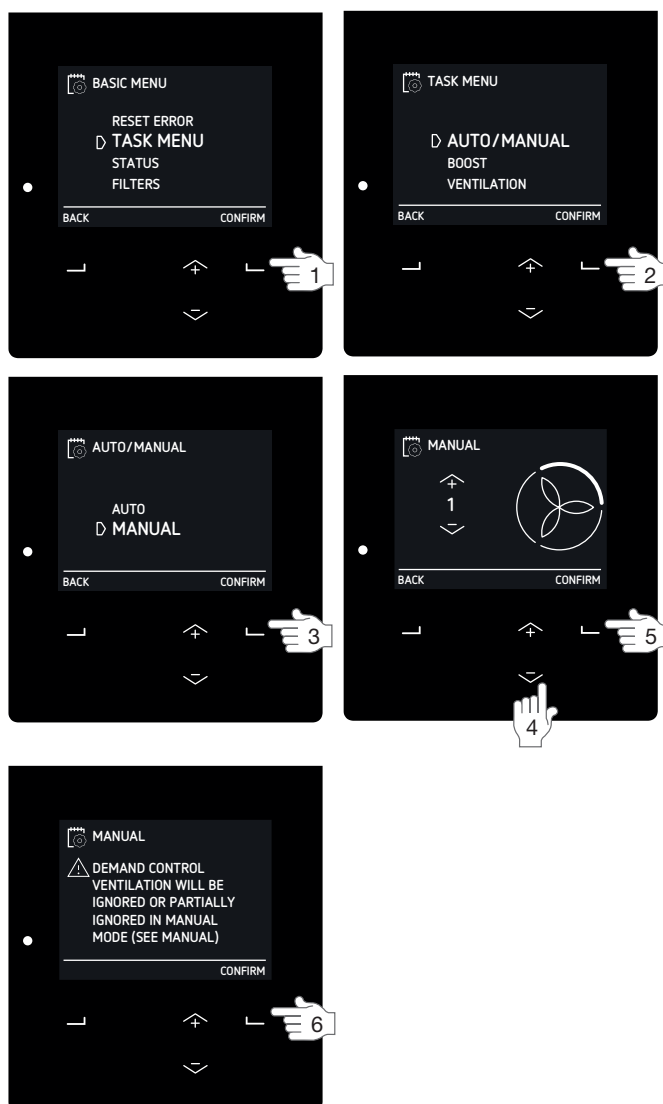 BASIC MENU
RESET ERROR
TASK MENU
STATUS
FILTERS
BACK CONFIRM
1
TASK MENU
AUTO/MANUAL
BOOST
VENTILATION
BACK CONFIRM
2
AUTO/MANUAL
AUTO
MANUAL
BACK CONFIRM
3
MANUAL
1
BACK CONFIRM
5
4
MANUAL
DEMAND CONTROL
VENTILATION WILL BE
IGNORED OR PARTIALLY
IGNORED IN MANUAL
MODE (SEE MANUAL)
CONFIRM
6